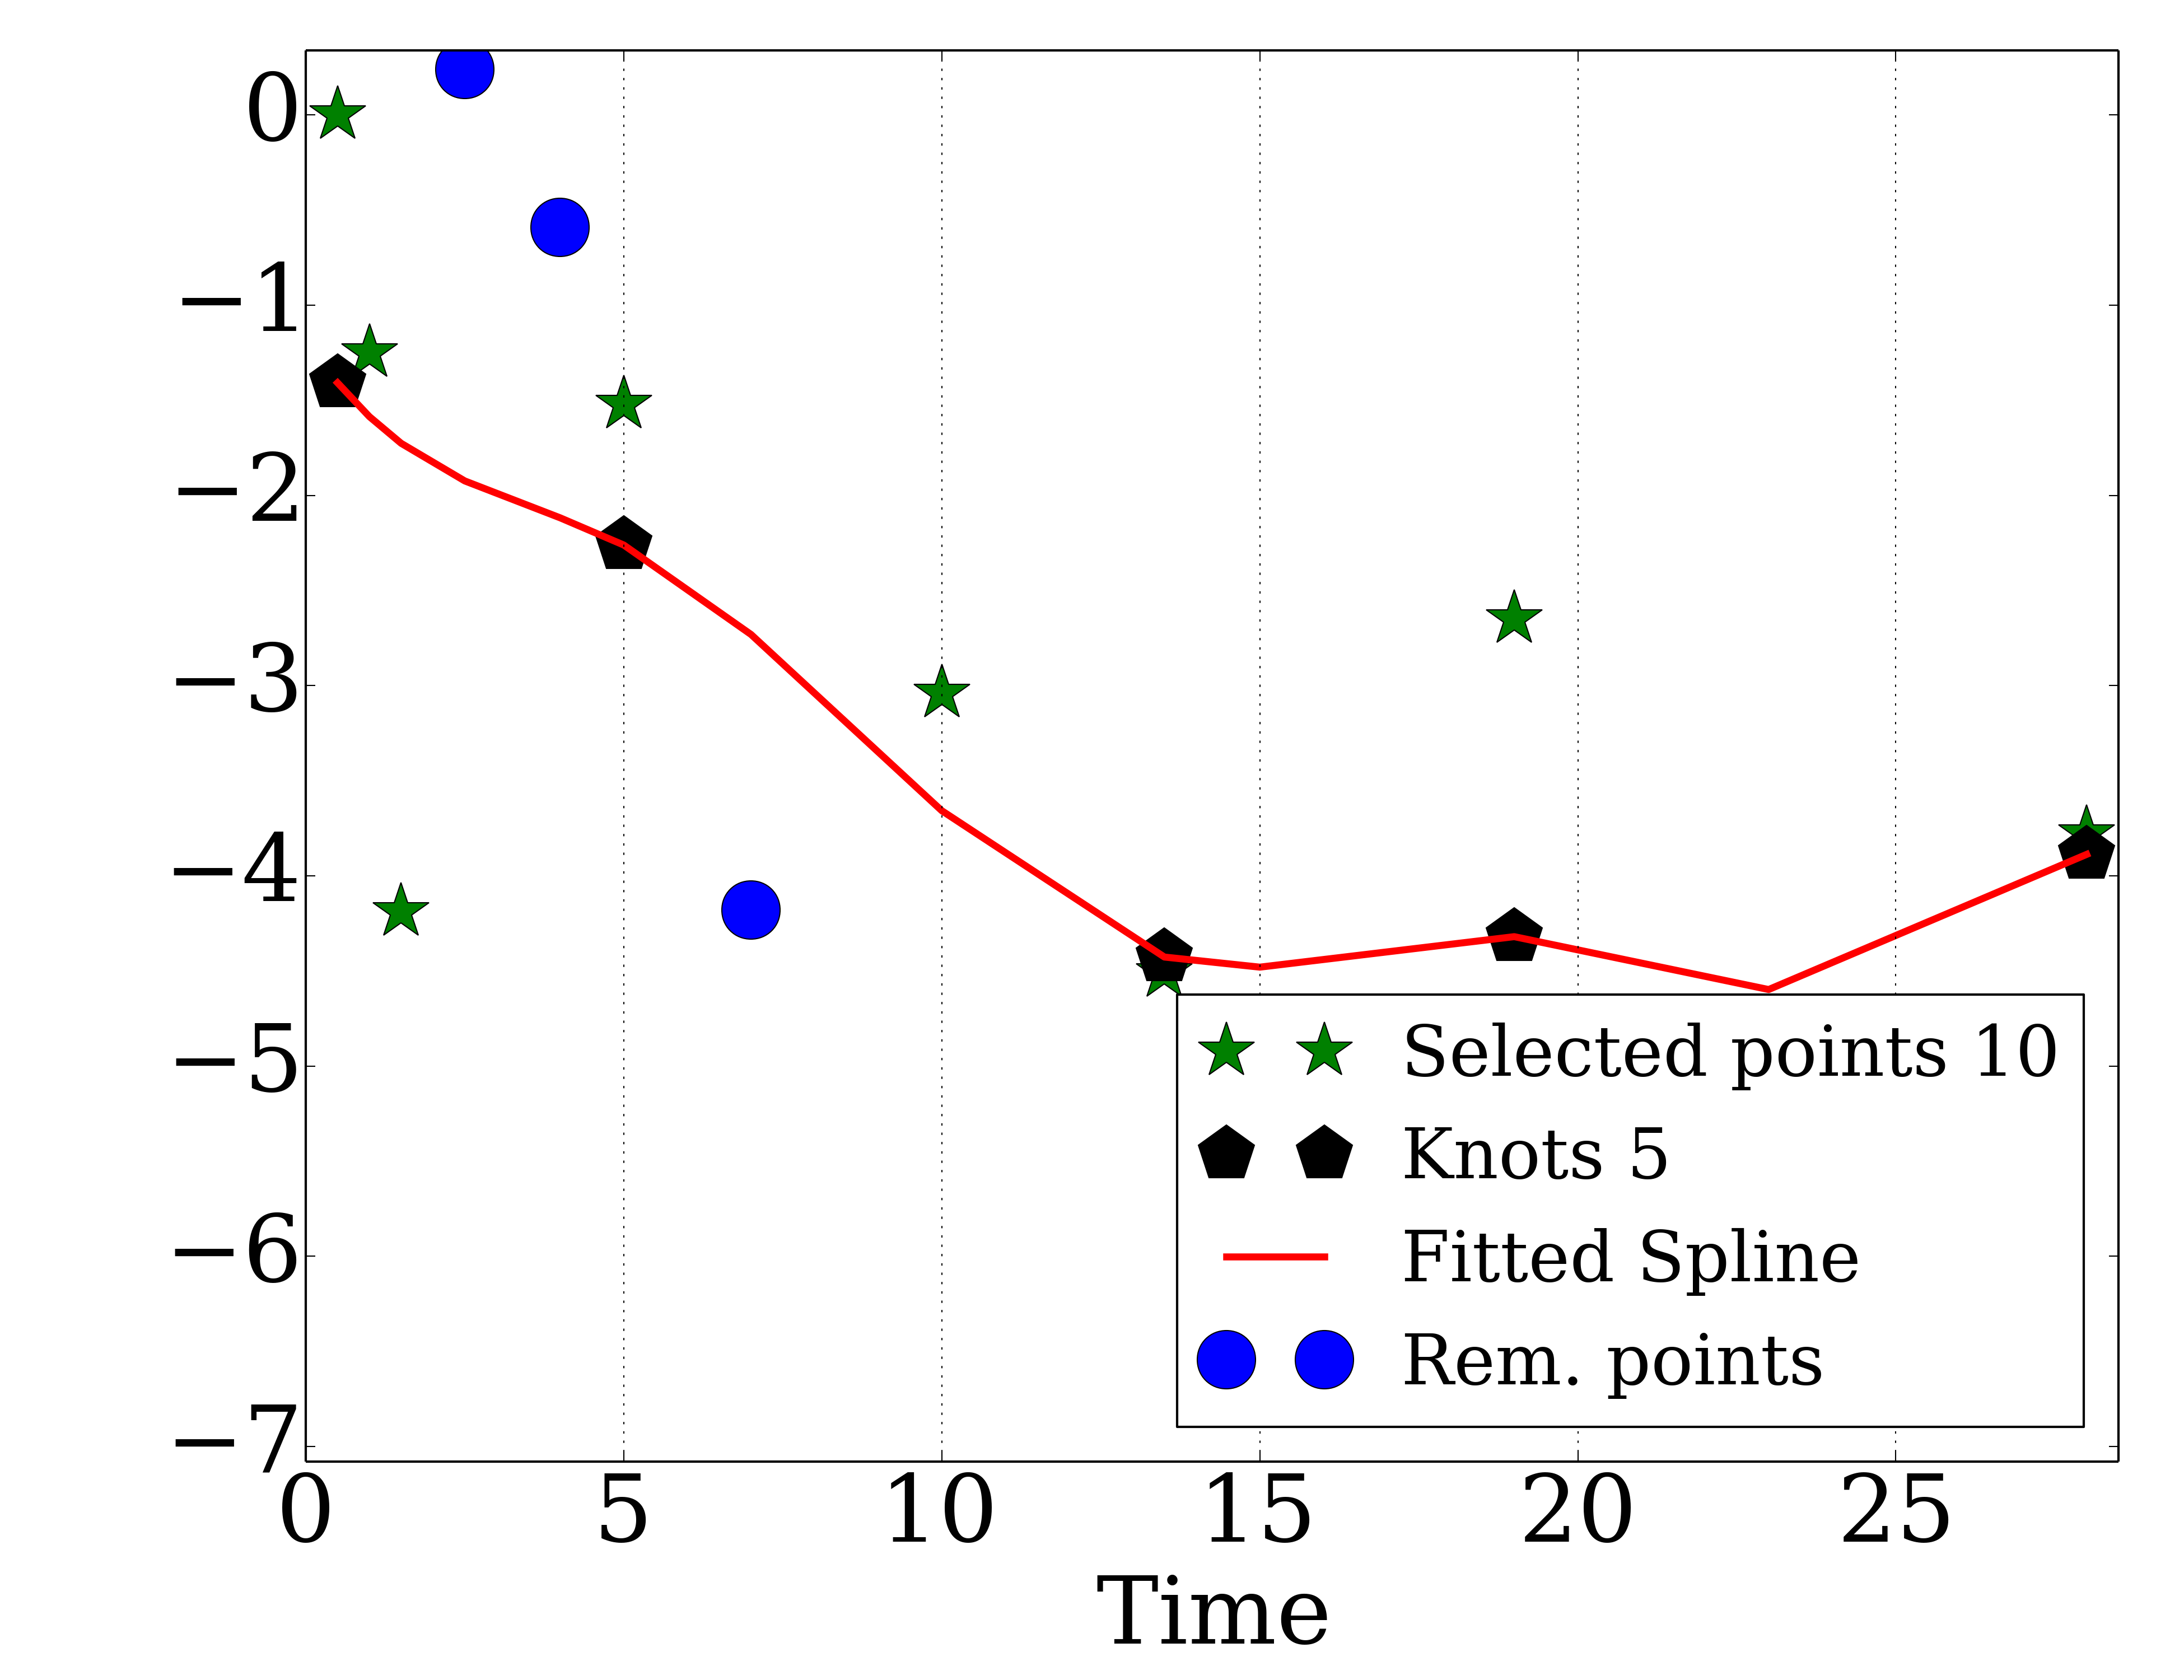 0
−1
−2
−3
−4
−5
−6
−7
Selected points 10
Knots 5
Fitted Spline
Rem. points
0 5 10 15 20 25
Time